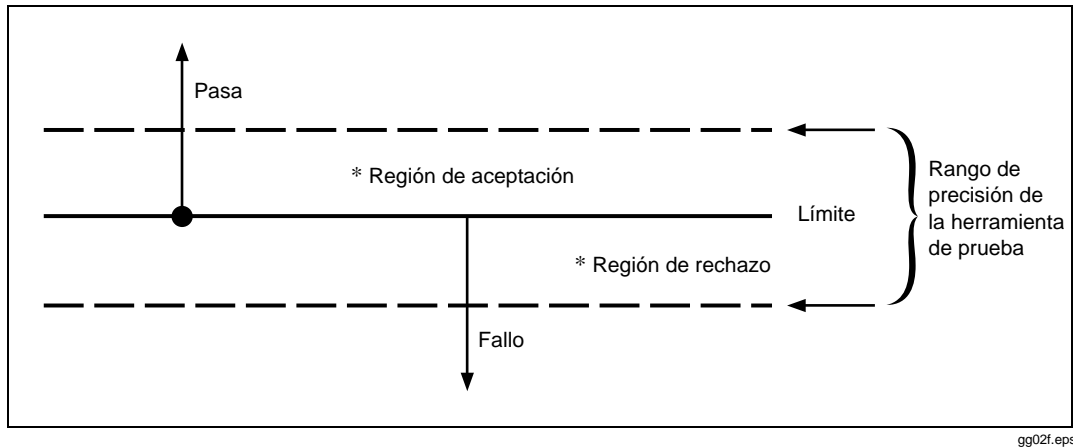 Pasa
* Región de aceptación
Límite
Rango de
precisión de
la herramienta
de prueba
* Región de rechazo
Fallo
gg02f.eps